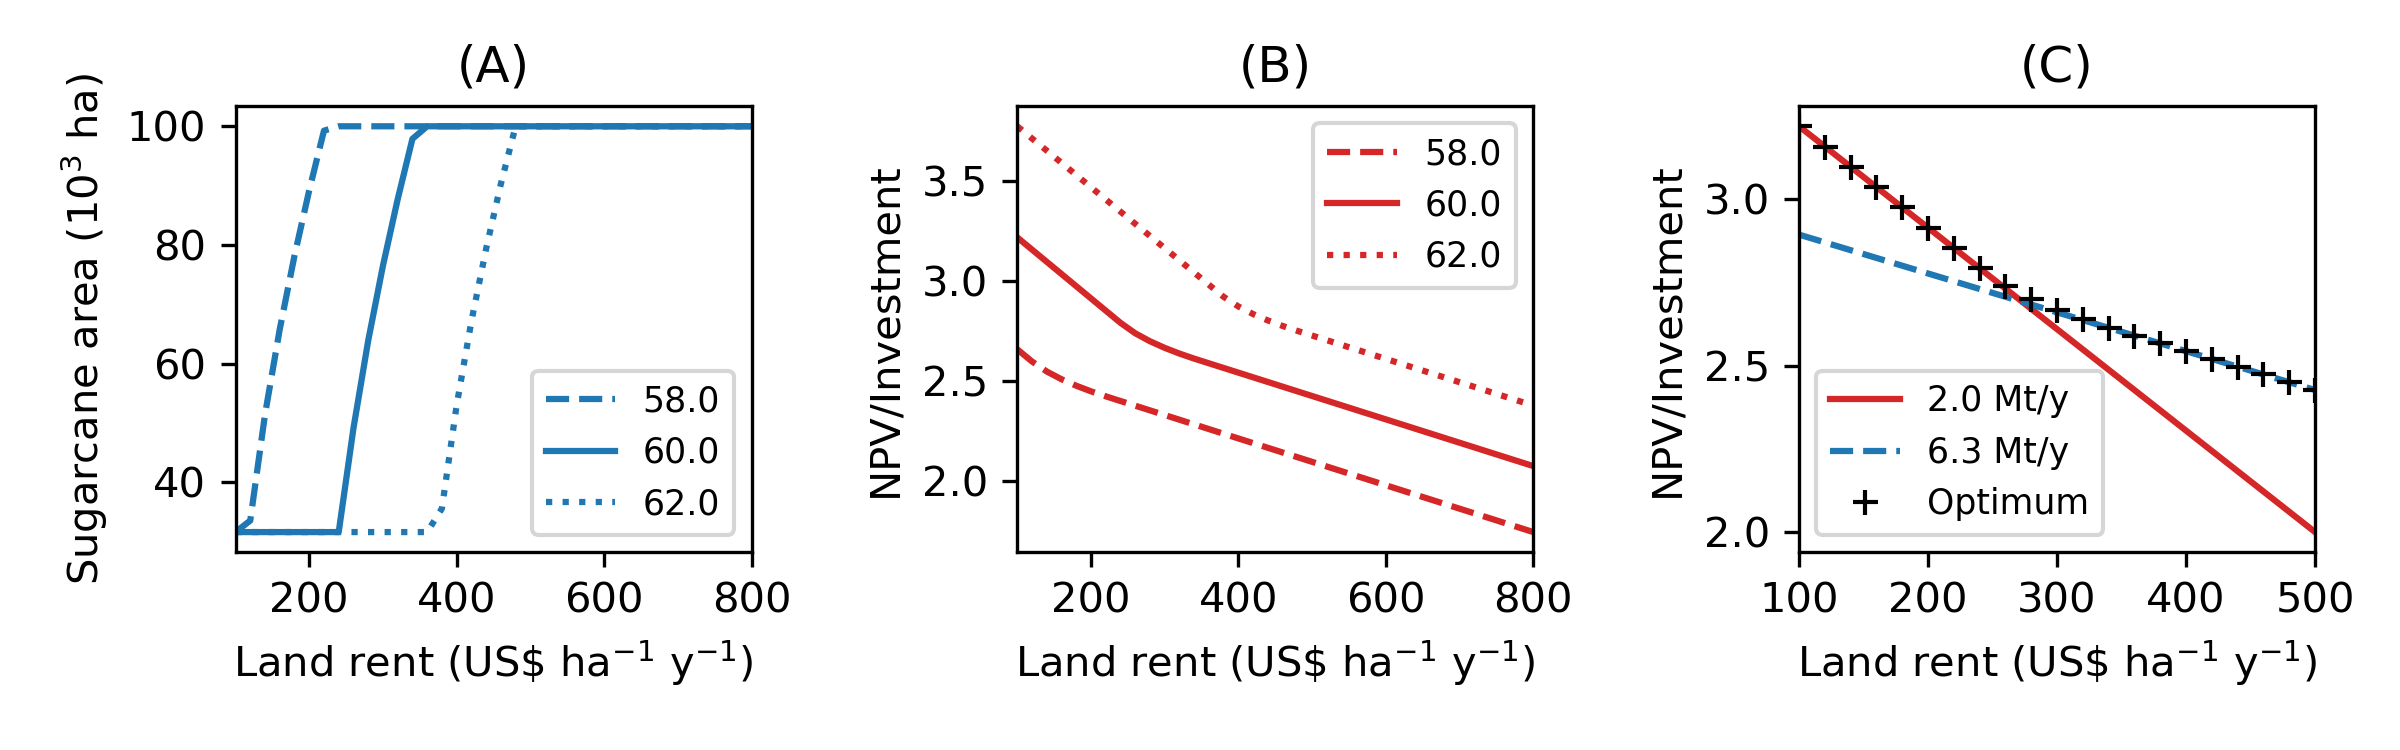 (A)
Sugarcane area (10³ ha)
100
80
60
40
58.0
60.0
62.0
200 400 600 800
Land rent (US$ ha⁻¹ y⁻¹)
(B)
NPV/Investment
3.5
3.0
2.5
2.0
58.0
60.0
62.0
200 400 600 800
Land rent (US$ ha⁻¹ y⁻¹)
(C)
NPV/Investment
3.0
2.5
2.0
2.0 Mt/y
6.3 Mt/y
Optimum
100 200 300 400 500
Land rent (US$ ha⁻¹ y⁻¹)